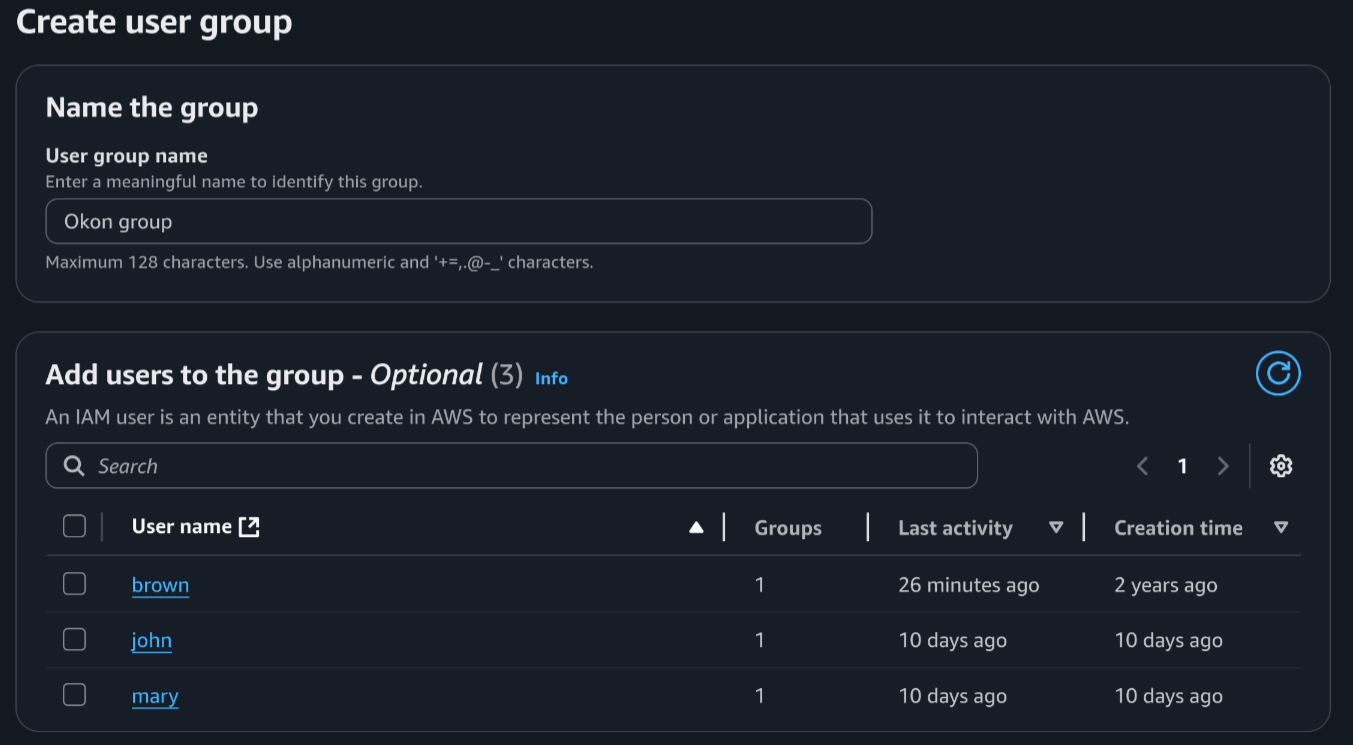 Create user group
Name the group
User group name
Enter a meaningful name to identify this group.
Okon group
Maximum 128 characters. Use alphanumeric and '+=,.@-_' characters.
Add users to the group - Optional (3) Info
An IAM user is an entity that you create in AWS to represent the person or application that uses it to interact with AWS.
Search 1
User name Groups Last activity Creation time
brown 1 26 minutes ago 2 years ago
john 1 10 days ago 10 days ago
mary 1 10 days ago 10 days ago